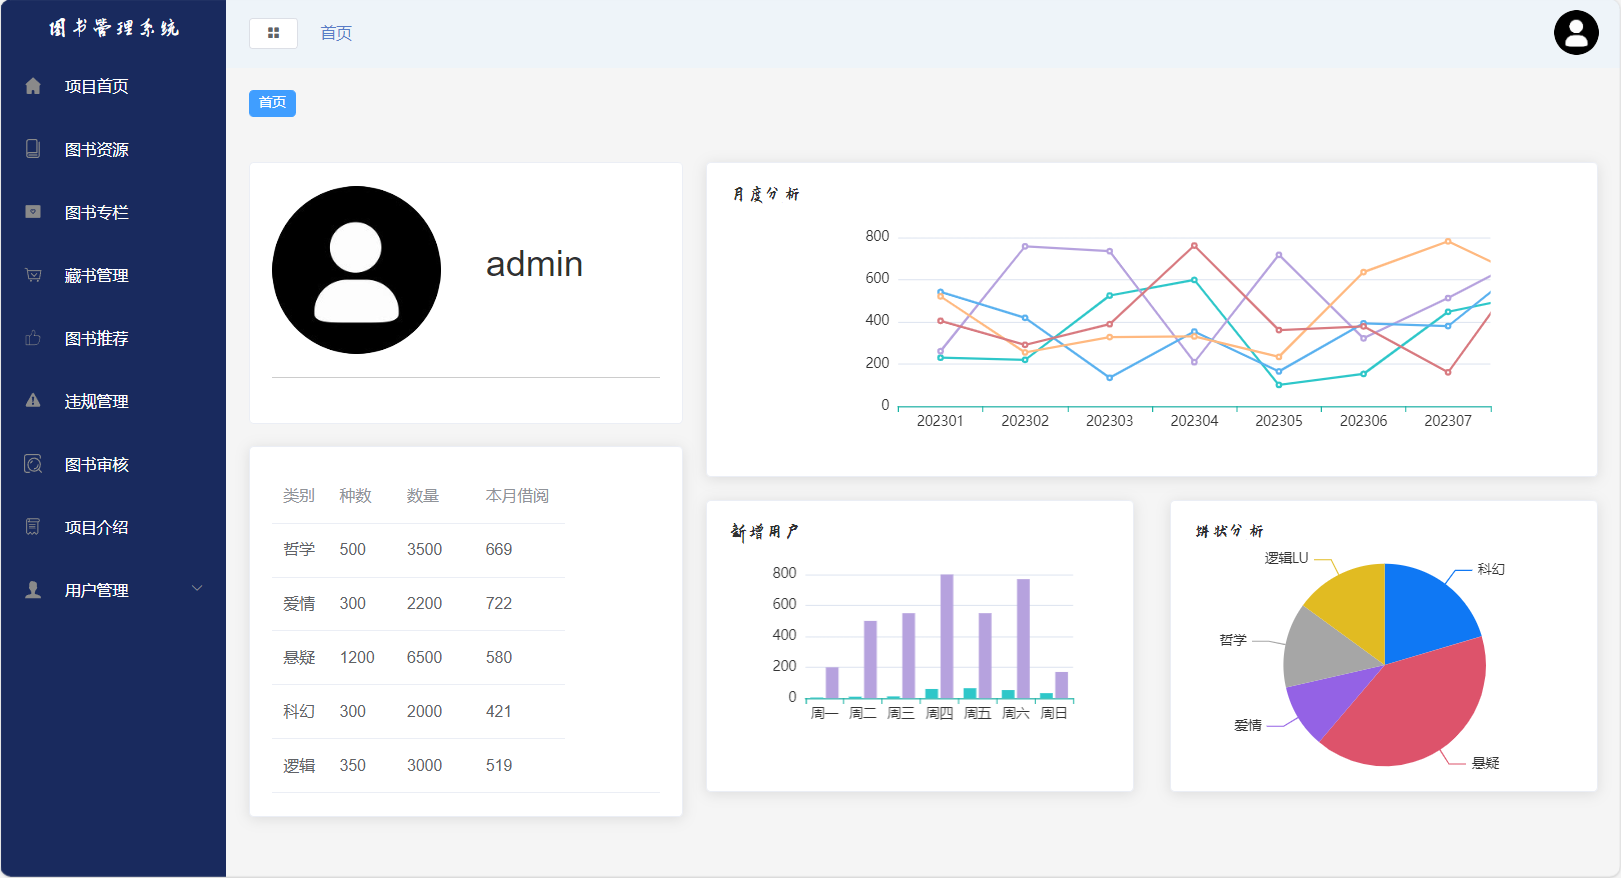 图书管理系统
项目首页
图书资源
图书专栏
藏书管理
图书推荐
违规管理
图书审核
项目介绍
用户管理
首页
首页
admin
类别 种数 数量 本月借阅
哲学 500 3500 669
爱情 300 2200 722
悬疑 1200 6500 580
科幻 300 2000 421
逻辑 350 3000 519
月度分析
800
600
400
200
0
202301 202302 202303 202304 202305 202306 202307
新增用户
800
600
400
200
0
周一 周二 周三 周四 周五 周六 周日
饼状分析
逻辑LU
科幻
哲学
爱情
悬疑